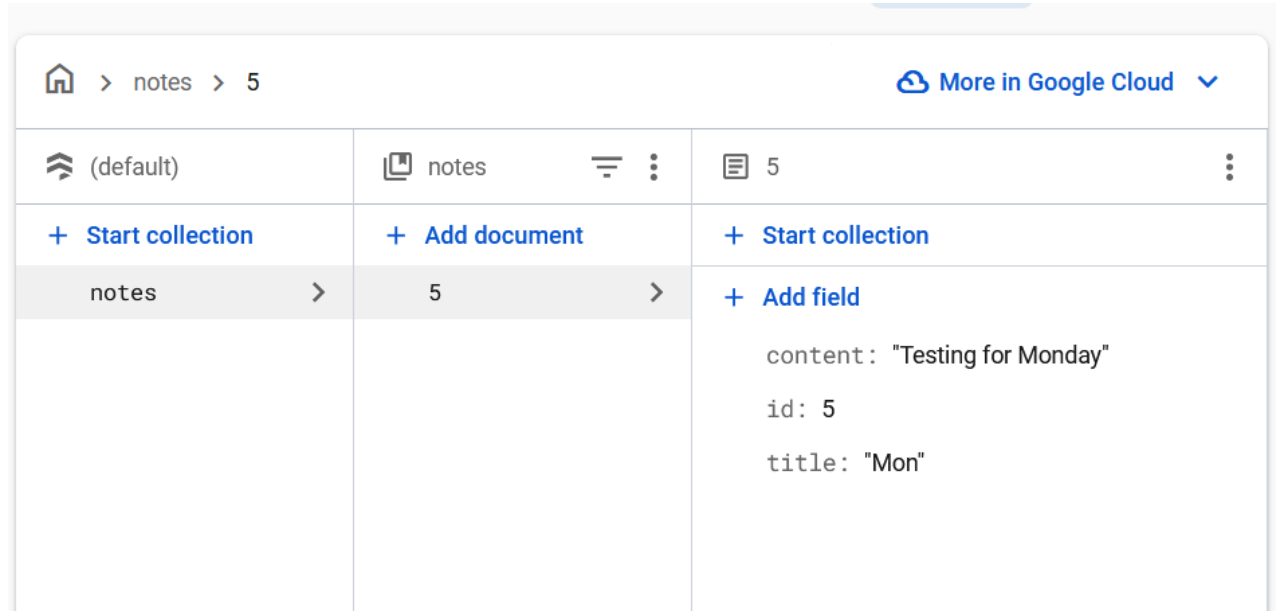 notes > 5
More in Google Cloud
(default)
notes
5
+ Start collection
+ Add document
+ Start collection
notes
5
+ Add field
content: "Testing for Monday"
id: 5
title: "Mon"